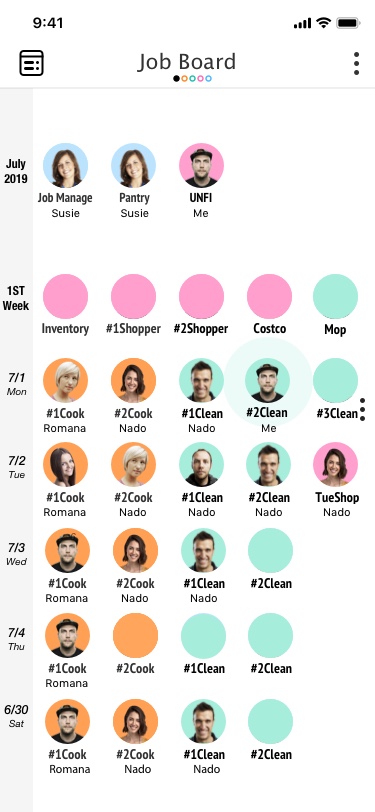 9:41
Job Board
July
2019
Job Manage
Susie
Pantry
Susie
UNFI
Me
1ST
Week
Inventory
#1Shopper
#2Shopper
Costco
Mop
7/1
Mon
#1Cook
Romana
#2Cook
Nado
#1Clean
Nado
#2Clean
Me
#3Clean
7/2
Tue
#1Cook
Romana
#2Cook
Nado
#1Clean
Nado
#2Clean
Nado
TueShop
Nado
7/3
Wed
#1Cook
Romana
#2Cook
Nado
#1Clean
Nado
#2Clean
7/4
Thu
#1Cook
Romana
#2Cook
#1Clean
#2Clean
6/30
Sat
#1Cook
Romana
#2Cook
Nado
#1Clean
Nado
#2Clean